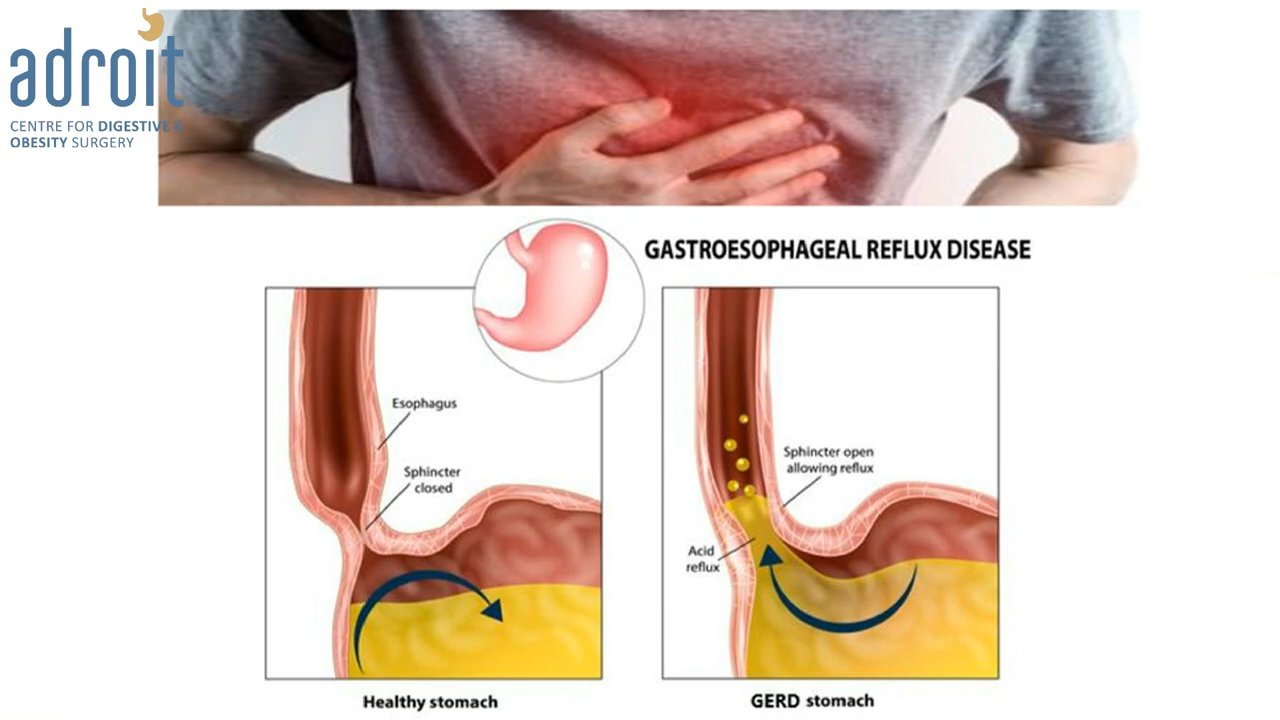 adroit
CENTRE FOR DIGESTIVE &
OBESITY SURGERY
GASTROESOPHAGEAL REFLUX DISEASE
Esophagus
Sphincter
closed
Sphincter open
allowing reflux
Acid
reflux
Healthy stomach
GERD stomach